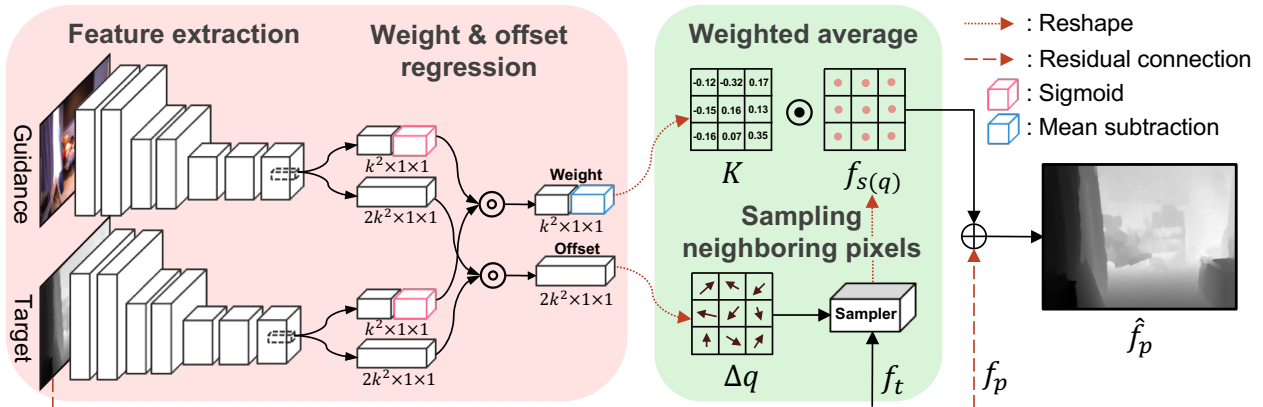 Feature extraction
Weight & offset
regression
Guidance
Target
k²×1×1
2k²×1×1
k²×1×1
2k²×1×1
Weight
k²×1×1
Offset
2k²×1×1
Weighted average
-0.12 -0.32 0.17
-0.15 0.16 0.13
-0.16 0.07 0.35
K
f_{s(q)}
Sampling
neighboring pixels
Sampler
Δq
f_t
f_p
: Reshape
: Residual connection
: Sigmoid
: Mean subtraction
f̂_p